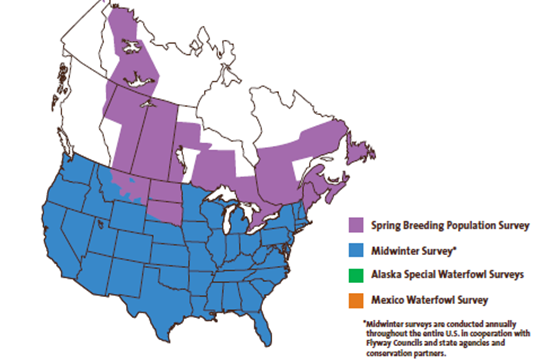 Spring Breeding Population Survey
Midwinter Survey*
Alaska Special Waterfowl Surveys
Mexico Waterfowl Survey
*Midwinter surveys are conducted annually
throughout the entire U.S. in cooperation with
Flyway Councils and state agencies and
conservation partners.